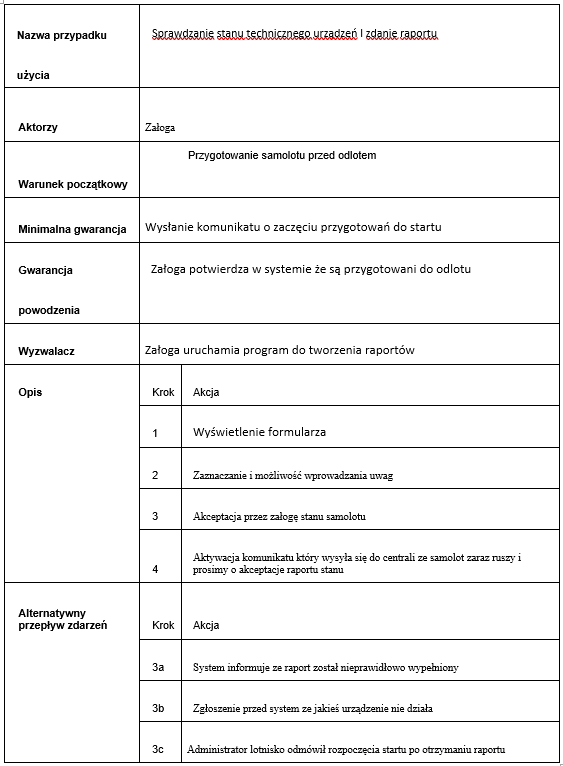 Nazwa przypadku
użycia
Sprawdzanie stanu technicznego urzadzeń I zdanie raportu
Aktorzy
Załoga
Warunek początkowy
Przygotowanie samolotu przed odlotem
Minimalna gwarancja
Wysłanie komunikatu o zaczęciu przygotowań do startu
Gwarancja
powodzenia
Załoga potwierdza w systemie że są przygotowani do odlotu
Wyzwalacz
Załoga uruchamia program do tworzenia raportów
Opis
Krok
Akcja
1
Wyświetlenie formularza
2
Zaznaczanie i możliwość wprowadzania uwag
3
Akceptacja przez załogę stanu samolotu
4
Aktywacja komunikatu który wysyła się do centrali ze samolot zaraz ruszy i
prosimy o akceptacje raportu stanu
Alternatywny
przepływ zdarzeń
Krok
Akcja
3a
System informuje ze raport został nieprawidłowo wypełniony
3b
Zgłoszenie przed system ze jakieś urządzenie nie działa
3c
Administrator lotnisko odmówił rozpoczęcia startu po otrzymaniu raportu